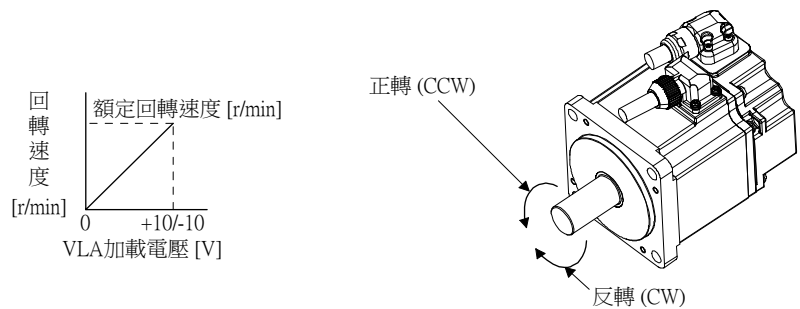 回轉速度
[r/min]
額定回轉速度 [r/min]
0
+10/-10
VLA加載電壓 [V]
正轉 (CCW)
反轉 (CW)